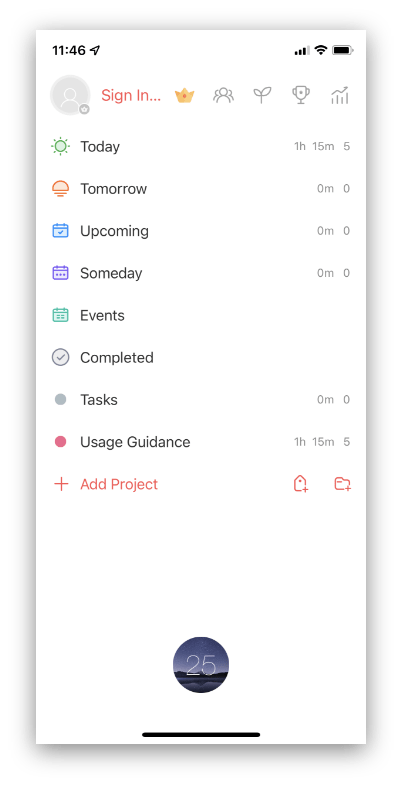 11:46
Sign In...
Today 1h 15m 5
Tomorrow 0m 0
Upcoming 0m 0
Someday 0m 0
Events
Completed
Tasks 0m 0
Usage Guidance 1h 15m 5
Add Project
25